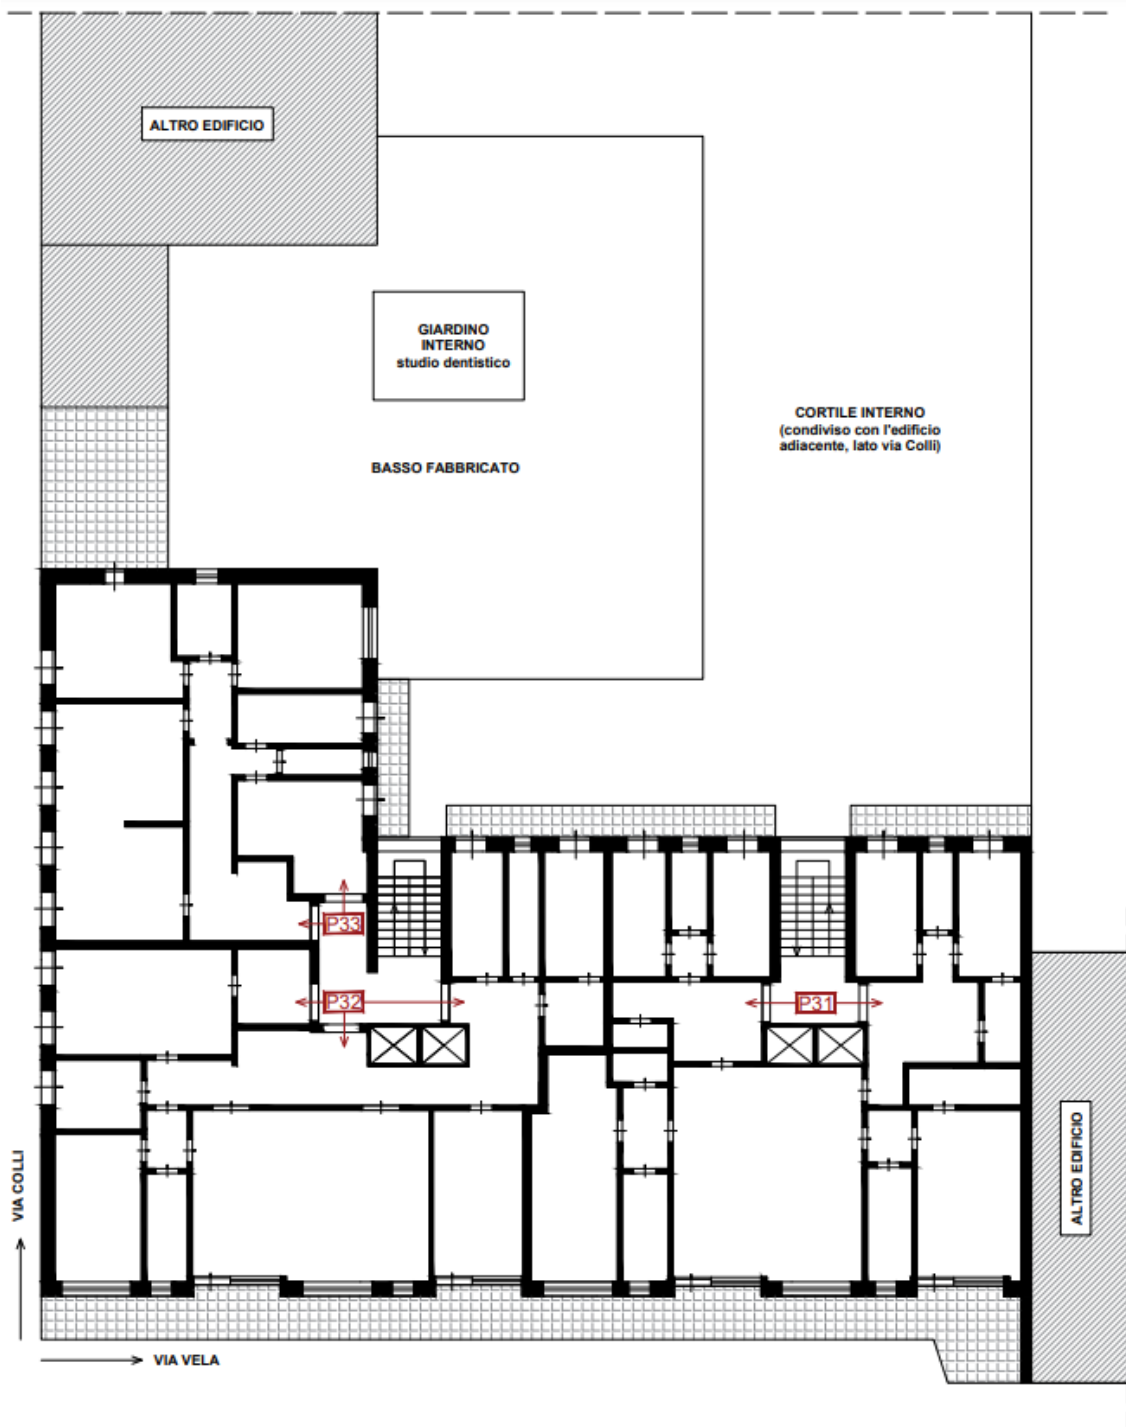 ALTRO EDIFICIO
GIARDINO
INTERNO
studio dentistico
CORTILE INTERNO
(condiviso con l'edificio
adiacente, lato via Colli)
BASSO FABBRICATO
P33
P32
P31
ALTRO EDIFICIO
VIA COLLI
VIA VELA